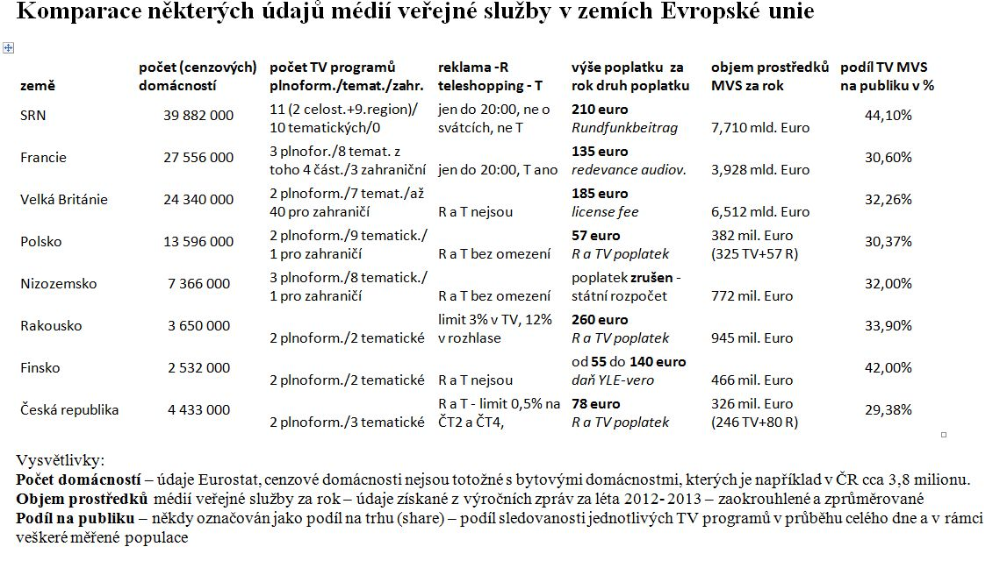 Komparace některých údajů médií veřejné služby v zemích Evropské unie
země | počet (cenzových) domácností | počet TV programů plnoform./temat./zahr. | reklama -R teleshopping - T | výše poplatku za rok druh poplatku | objem prostředků MVS za rok | podíl TV MVS na publiku v %
SRN | 39 882 000 | 11 (2 celost.+9.region)/ 10 tematických/0 | jen do 20:00, ne o svátcích, ne T | 210 euro Rundfunkbeitrag | 7,710 mld. Euro | 44,10%
Francie | 27 556 000 | 3 plnofor./8 temat. z toho 4 část./3 zahraniční | jen do 20:00, T ano | 135 euro redevance audiov. | 3,928 mld. Euro | 30,60%
Velká Británie | 24 340 000 | 2 plnoform./7 temat./až 40 pro zahraničí | R a T nejsou | 185 euro license fee | 6,512 mld. Euro | 32,26%
Polsko | 13 596 000 | 2 plnoform./9 tematick./ 1 pro zahraničí | R a T bez omezení | 57 euro R a TV poplatek | 382 mil. Euro (325 TV+57 R) | 30,37%
Nizozemsko | 7 366 000 | 3 plnoform./8 tematick./ 1 pro zahraničí | R a T bez omezení | poplatek zrušen - státní rozpočet | 772 mil. Euro | 32,00%
Rakousko | 3 650 000 | 2 plnoform./2 tematické | limit 3% v TV, 12% v rozhlase | 260 euro R a TV poplatek | 945 mil. Euro | 33,90%
Finsko | 2 532 000 | 2 plnoform./2 tematické | R a T nejsou | od 55 do 140 euro daň YLE-vero | 466 mil. Euro | 42,00%
Česká republika | 4 433 000 | 2 plnoform./3 tematické | R a T - limit 0,5% na ČT2 a ČT4, | 78 euro R a TV poplatek | 326 mil. Euro (246 TV+80 R) | 29,38%
Vysvětlivky:
Počet domácností – údaje Eurostat, cenzové domácnosti nejsou totožné s bytovými domácnostmi, kterých je například v ČR cca 3,8 milionu.
Objem prostředků médií veřejné služby za rok – údaje získané z výročních zpráv za léta 2012- 2013 – zaokrouhlené a zprůměrované
Podíl na publiku – někdy označován jako podíl na trhu (share) – podíl sledovanosti jednotlivých TV programů v průběhu celého dne a v rámci
veškeré měřené populace